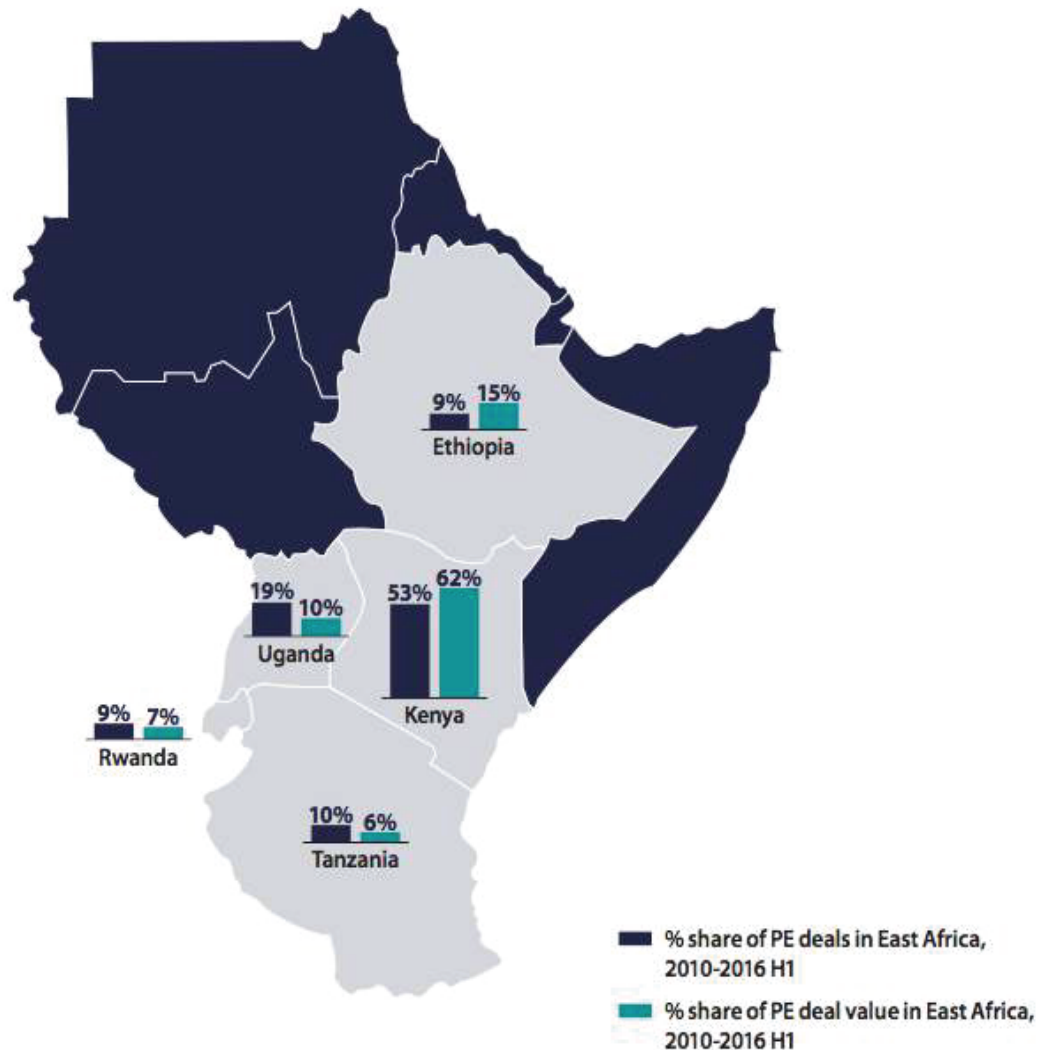 9% 15%
Ethiopia
19% 10%
Uganda
53% 62%
Kenya
9% 7%
Rwanda
10% 6%
Tanzania
% share of PE deals in East Africa,
2010-2016 H1
% share of PE deal value in East Africa,
2010-2016 H1